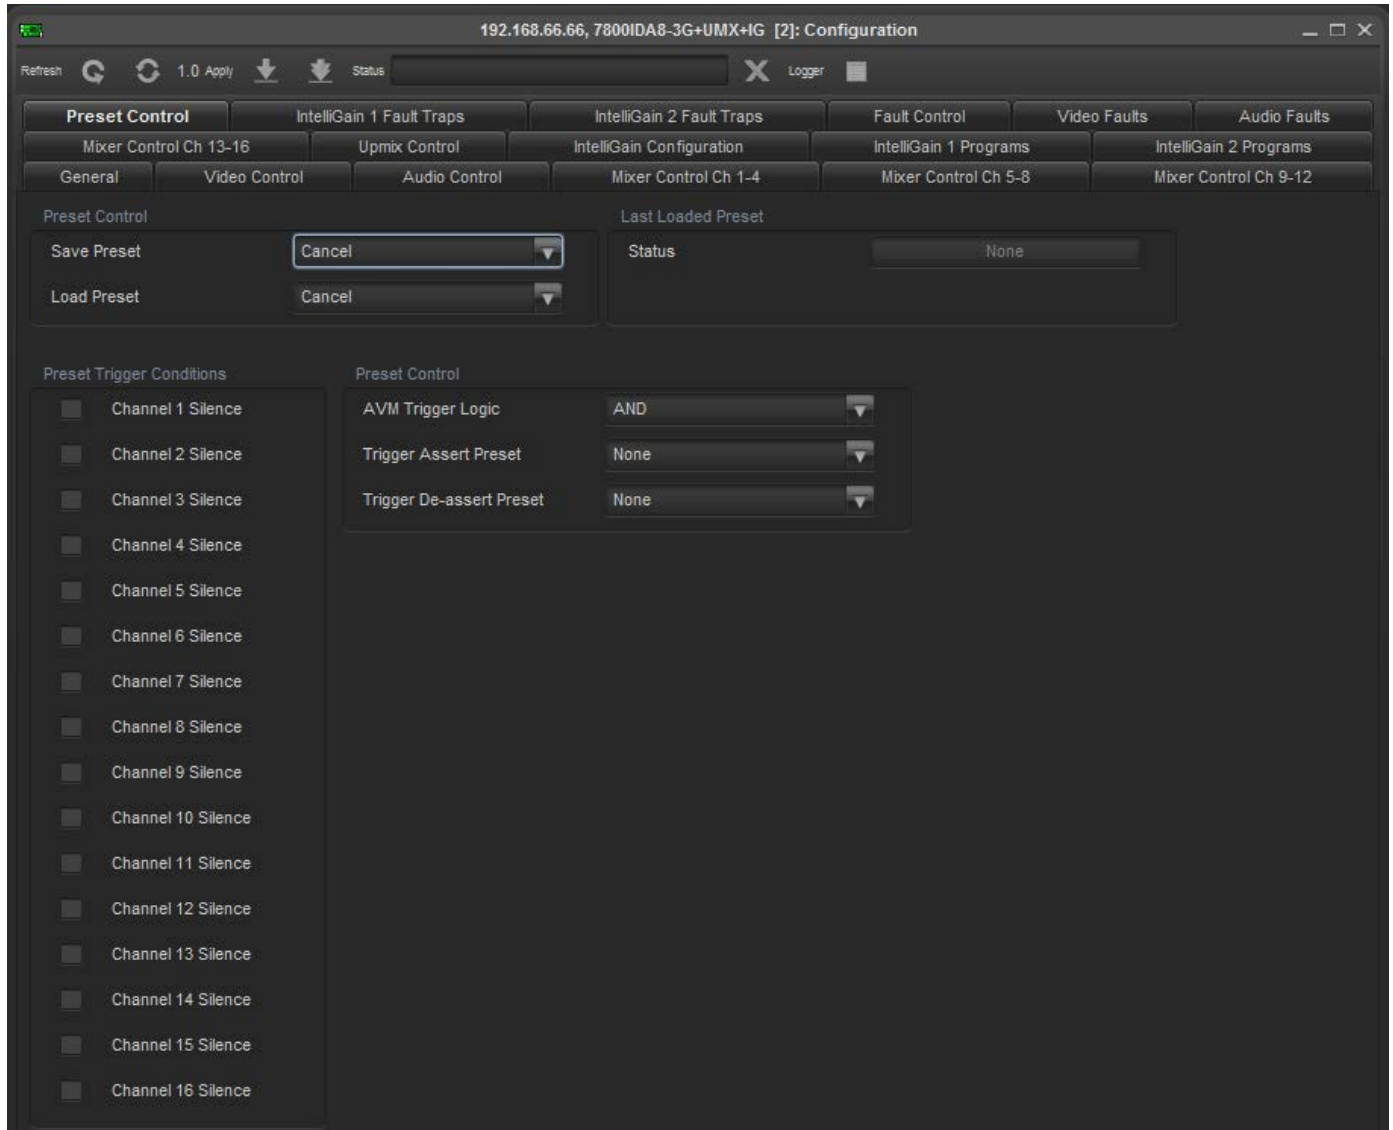 192.168.66.66, 7800IDA8-3G+UMX+IG [2]: Configuration
Refresh 1.0 Apply Status Logger
Preset Control IntelliGain 1 Fault Traps IntelliGain 2 Fault Traps Fault Control Video Faults Audio Faults
Mixer Control Ch 13-16 Upmix Control IntelliGain Configuration IntelliGain 1 Programs IntelliGain 2 Programs
General Video Control Audio Control Mixer Control Ch 1-4 Mixer Control Ch 5-8 Mixer Control Ch 9-12
Preset Control Last Loaded Preset
Save Preset Cancel Status None
Load Preset Cancel
Preset Trigger Conditions Preset Control
Channel 1 Silence AVM Trigger Logic AND
Channel 2 Silence Trigger Assert Preset None
Channel 3 Silence Trigger De-assert Preset None
Channel 4 Silence
Channel 5 Silence
Channel 6 Silence
Channel 7 Silence
Channel 8 Silence
Channel 9 Silence
Channel 10 Silence
Channel 11 Silence
Channel 12 Silence
Channel 13 Silence
Channel 14 Silence
Channel 15 Silence
Channel 16 Silence